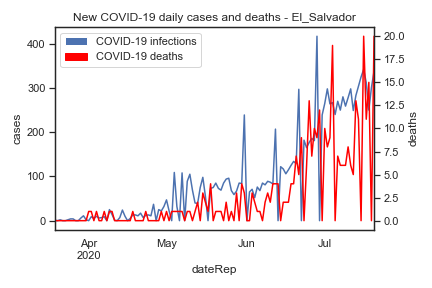 New COVID-19 daily cases and deaths - El_Salvador
COVID-19 infections
COVID-19 deaths
400
300
200
100
0
cases
20.0
17.5
15.0
12.5
10.0
7.5
5.0
2.5
0.0
deaths
Apr
2020
May
Jun
Jul
dateRep